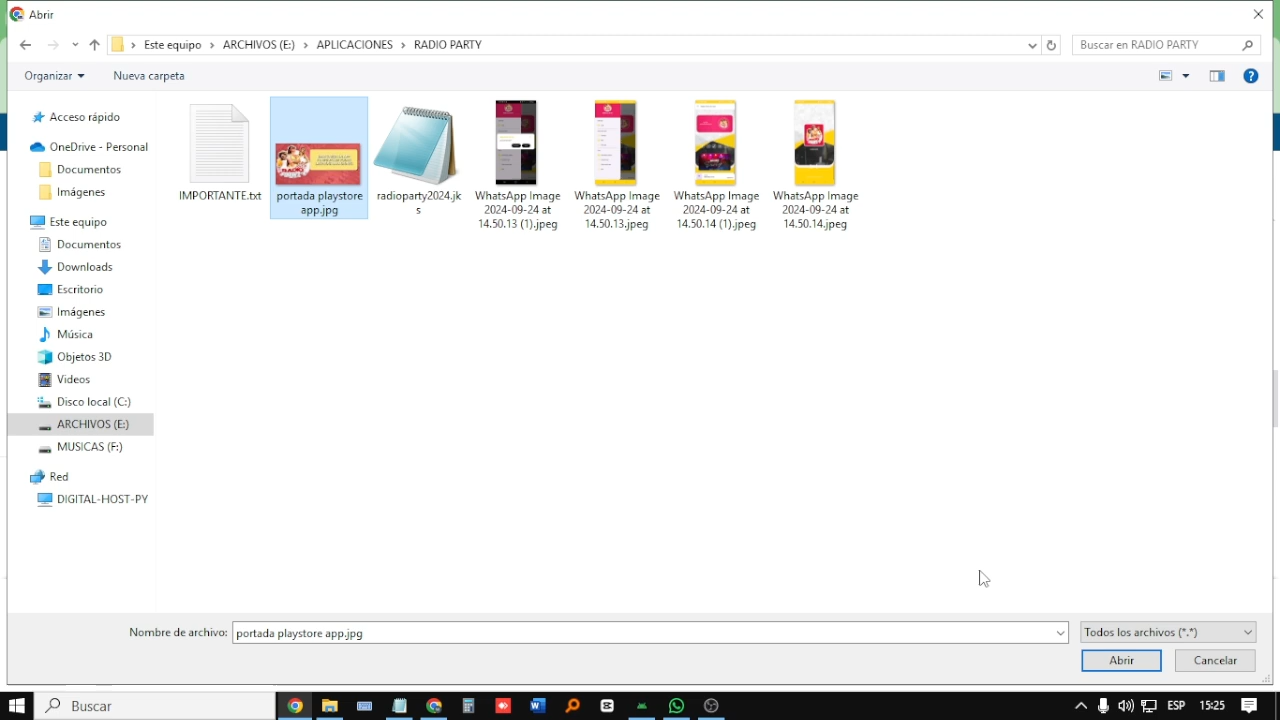 Abrir
Este equipo > ARCHIVOS (E:) > APLICACIONES > RADIO PARTY
Buscar en RADIO PARTY
Organizar
Nueva carpeta
Acceso rápido
OneDrive - Personal
Documentos
Imágenes
Este equipo
Documentos
Downloads
Escritorio
Imágenes
Música
Objetos 3D
Videos
Disco local (C:)
ARCHIVOS (E:)
MUSICAS (F:)
Red
DIGITAL-HOST-PY
IMPORTANTE.txt
portada playstore
app.jpg
radioparty2024.jk
s
WhatsApp Image
2024-09-24 at
14.50.13 (1).jpeg
WhatsApp Image
2024-09-24 at
14.50.13.jpeg
WhatsApp Image
2024-09-24 at
14.50.14 (1).jpeg
WhatsApp Image
2024-09-24 at
14.50.14.jpeg
Nombre de archivo:
portada playstore app.jpg
Todos los archivos (*.*)
Abrir
Cancelar
Buscar
ESP
15:25